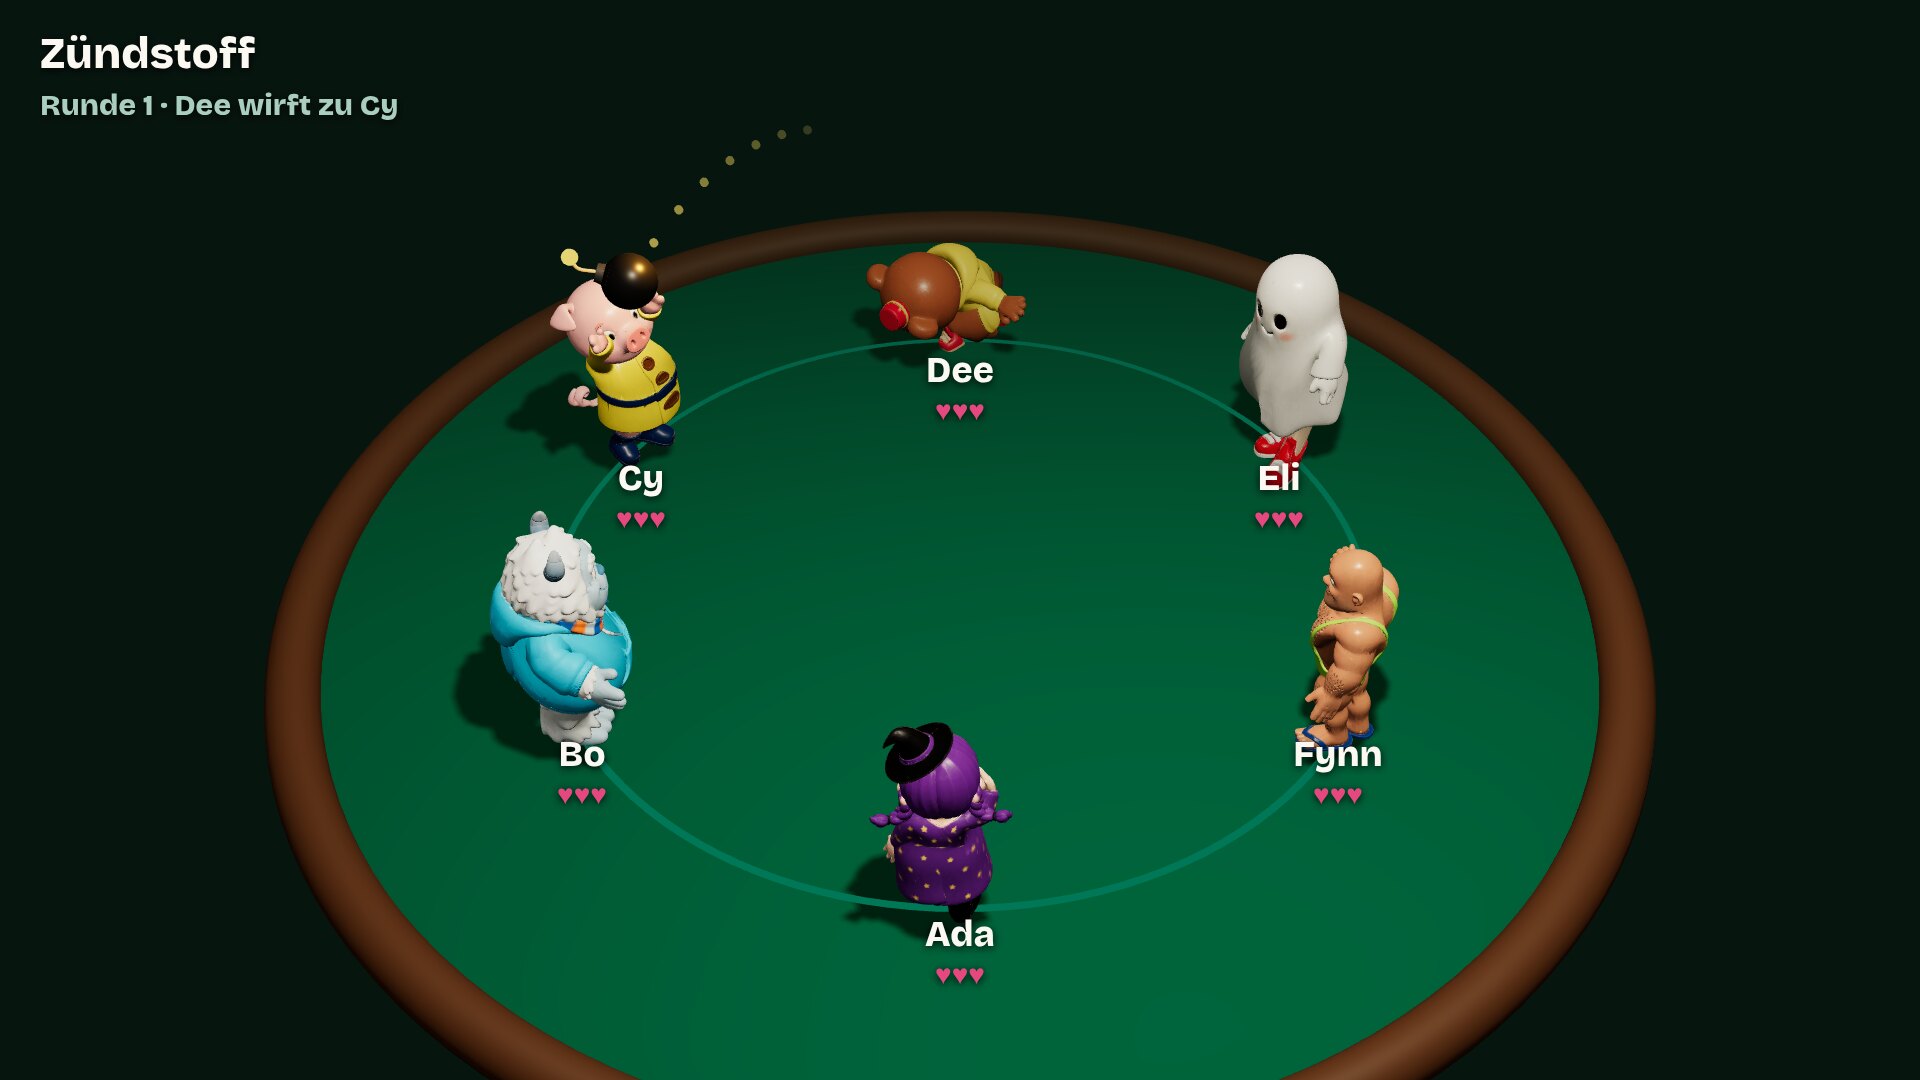 Zündstoff
Runde 1 · Dee wirft zu Cy
Dee
♥♥♥
Cy
♥♥♥
Eli
♥♥♥
Bo
♥♥♥
Fynn
♥♥♥
Ada
♥♥♥